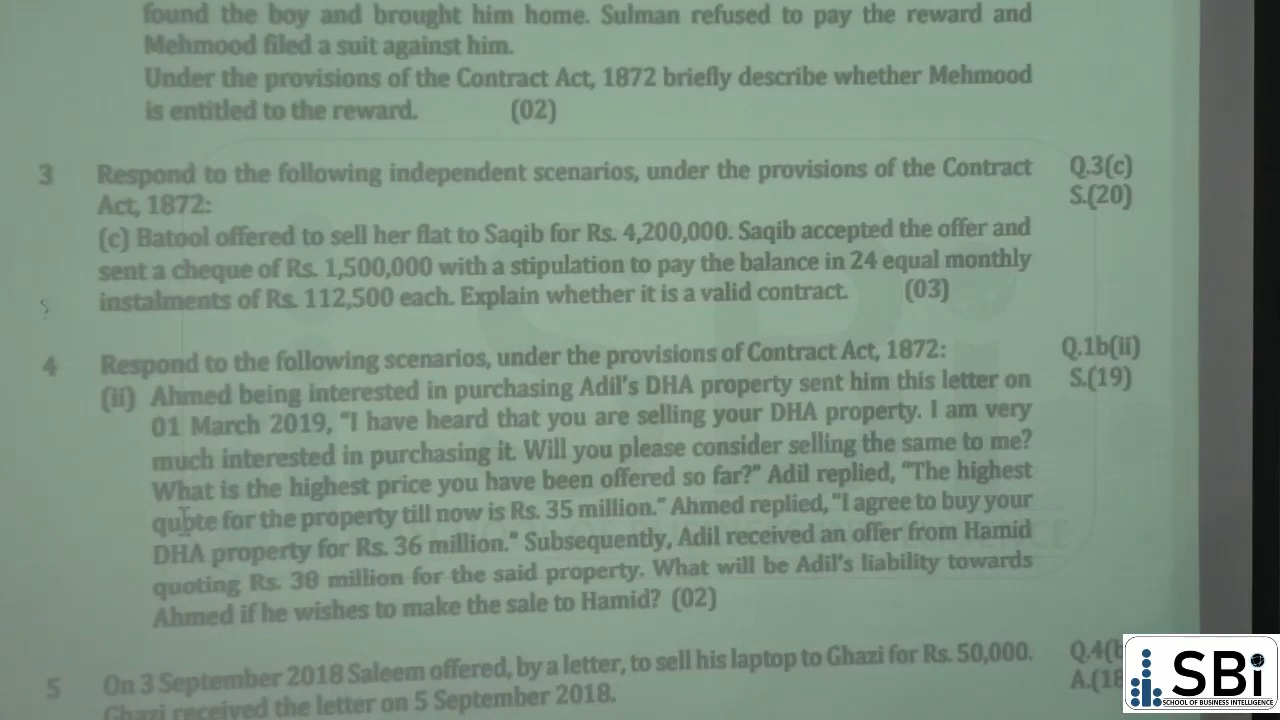 found the boy and brought him home. Sulman refused to pay the reward and
Mehmood filed a suit against him.
Under the provisions of the Contract Act, 1872 briefly describe whether Mehmood
is entitled to the reward. (02)
3 Respond to the following independent scenarios, under the provisions of the Contract Q.3(c)
Act, 1872: S.(20)
(c) Batool offered to sell her flat to Saqib for Rs. 4,200,000. Saqib accepted the offer and
sent a cheque of Rs. 1,500,000 with a stipulation to pay the balance in 24 equal monthly
instalments of Rs. 112,500 each. Explain whether it is a valid contract. (03)
4 Respond to the following scenarios, under the provisions of Contract Act, 1872: Q.1b(ii)
(ii) Ahmed being interested in purchasing Adil's DHA property sent him this letter on S.(19)
01 March 2019, "I have heard that you are selling your DHA property. I am very
much interested in purchasing it. Will you please consider selling the same to me?
What is the highest price you have been offered so far?" Adil replied, "The highest
quote for the property till now is Rs. 35 million." Ahmed replied, "I agree to buy your
DHA property for Rs. 36 million." Subsequently, Adil received an offer from Hamid
quoting Rs. 38 million for the said property. What will be Adil's liability towards
Ahmed if he wishes to make the sale to Hamid? (02)
5 On 3 September 2018 Saleem offered, by a letter, to sell his laptop to Ghazi for Rs. 50,000. Q.4(b
Ghazi received the letter on 5 September 2018. A.(18
SBi
SCHOOL OF BUSINESS INTELLIGENCE